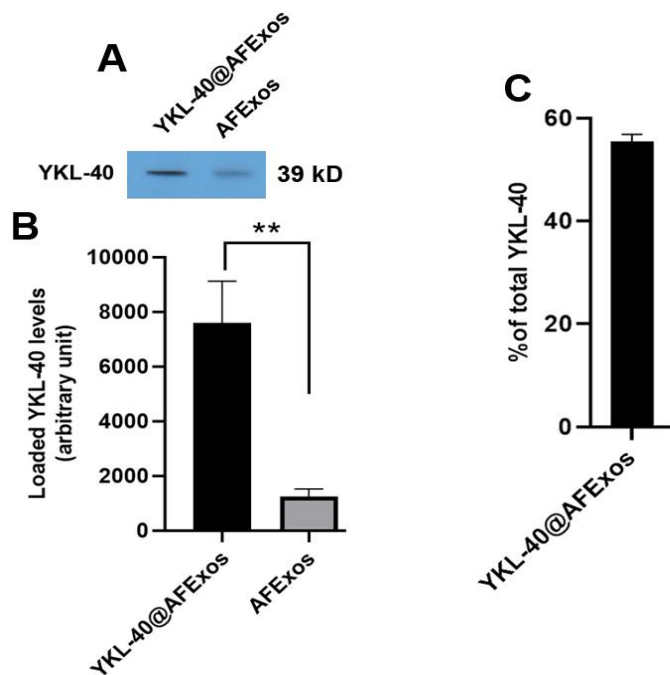 A
YKL-40@AFExos
AFExos
YKL-40
39 kD
B
**
Loaded YKL-40 levels
(arbitrary unit)
10000
8000
6000
4000
2000
0
YKL-40@AFExos
AFExos
C
%of total YKL-40
60
40
20
0
YKL-40@AFExos